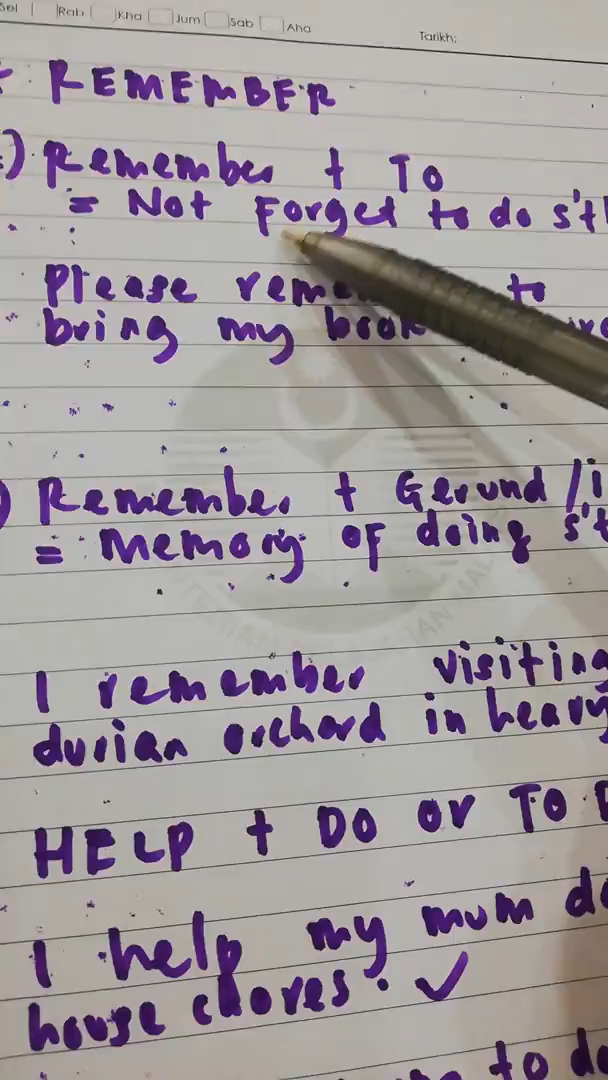 Sel Rab Kha Jum Sab Aha
Tarikh:
REMEMBER
Remember + TO
= Not Forget to do s't
Please to
bring my book
Remember + Gerund /i
= Memory of doing s't
I remember visiting
durian orchard in heavy
HELP + DO OR TO
I help my mum do
house chores. ✓
to do